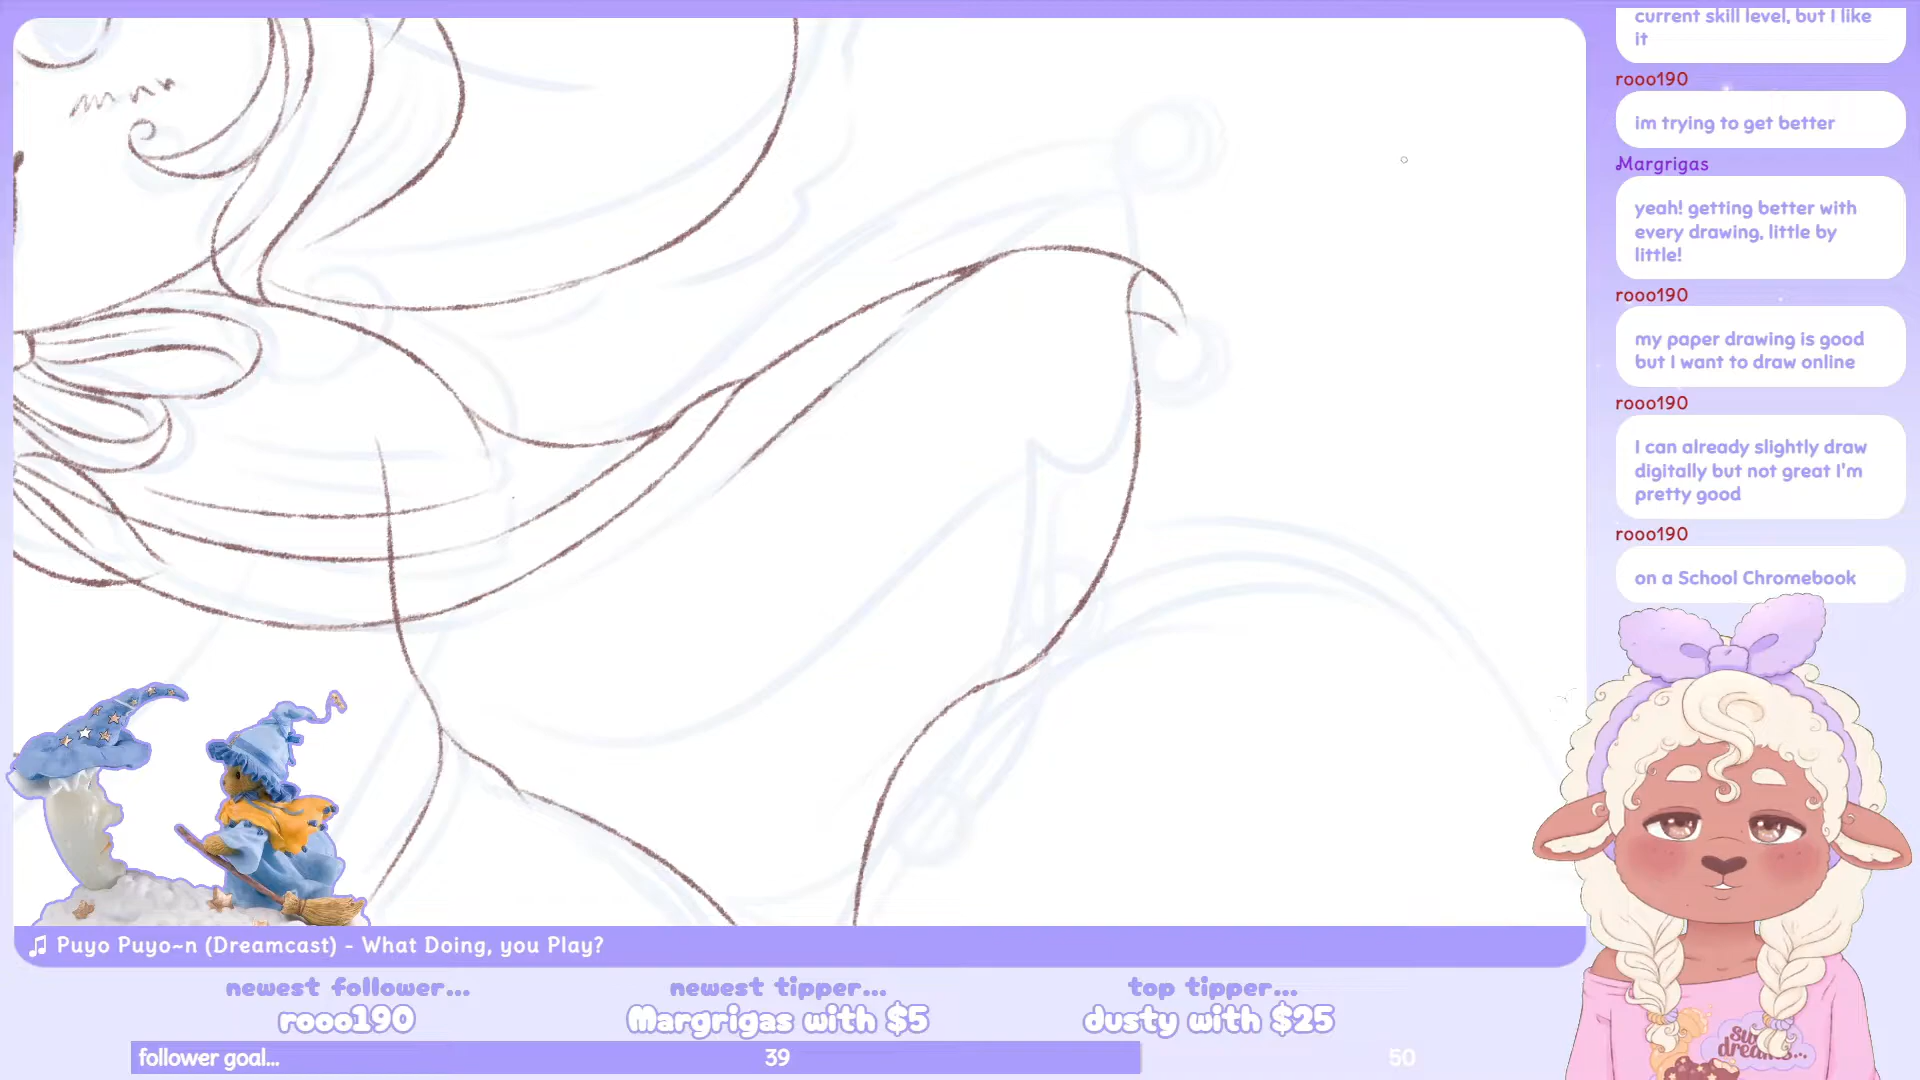 current skill level, but I like
it
rooo190
im trying to get better
Margrigas
yeah! getting better with
every drawing, little by
little!
rooo190
my paper drawing is good
but I want to draw online
rooo190
I can already slightly draw
digitally but not great I'm
pretty good
rooo190
on a School Chromebook
♫ Puyo Puyo~n (Dreamcast) - What Doing, you Play?
newest follower...
rooo190
newest tipper...
Margrigas with $5
top tipper...
dusty with $25
follower goal...
39
50
dreams...